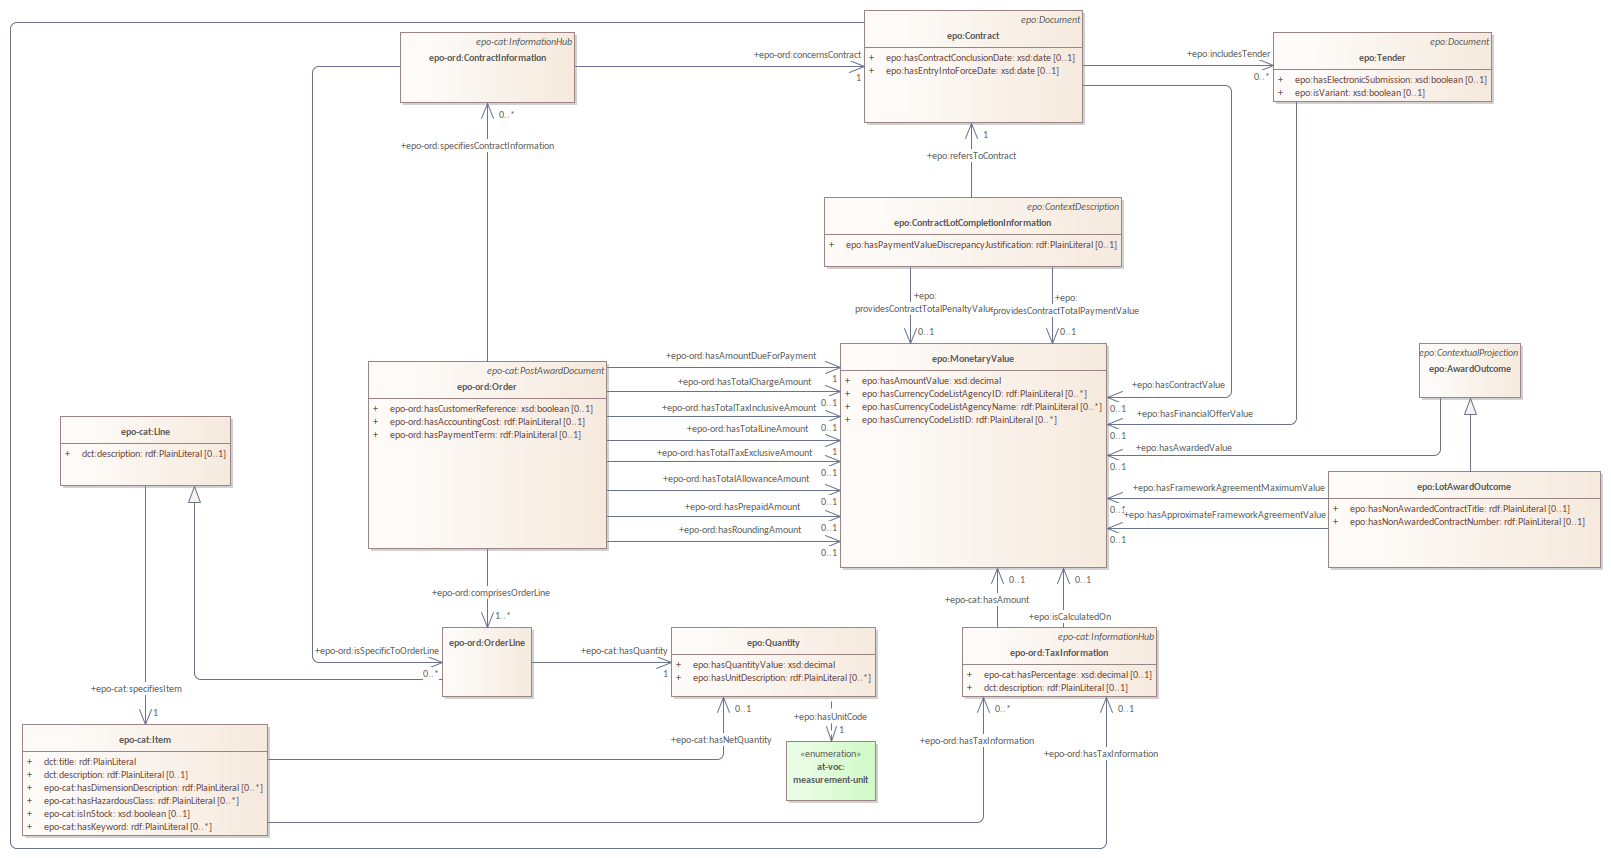 epo:Document
epo:Contract
+ epo:hasContractConclusionDate: xsd:date [0..1]
+ epo:hasEntryIntoForceDate: xsd:date [0..1]
epo-cat:InformationHub
epo-ord:ContractInformation
+epo-ord:concernsContract
1
+epo:includesTender
0..*
epo:Document
epo:Tender
+ epo:hasElectronicSubmission: xsd:boolean [0..1]
+ epo:isVariant: xsd:boolean [0..1]
0..*
+epo-ord:specifiesContractInformation
1
+epo:refersToContract
epo:ContextDescription
epo:ContractLotCompletionInformation
+ epo:hasPaymentValueDiscrepancyJustification: rdf:PlainLiteral [0..1]
+epo:
providesContractTotalPenaltyValue
0..1
+epo:
providesContractTotalPaymentValue
0..1
epo-cat:PostAwardDocument
epo-ord:Order
+ epo-ord:hasCustomerReference: xsd:boolean [0..1]
+ epo-ord:hasAccountingCost: rdf:PlainLiteral [0..1]
+ epo-ord:hasPaymentTerm: rdf:PlainLiteral [0..1]
+epo-ord:hasAmountDueForPayment
1
+epo-ord:hasTotalChargeAmount
0..1
+epo-ord:hasTotalTaxInclusiveAmount
0..1
+epo-ord:hasTotalLineAmount
1
+epo-ord:hasTotalTaxExclusiveAmount
0..1
+epo-ord:hasTotalAllowanceAmount
0..1
+epo-ord:hasPrepaidAmount
0..1
+epo-ord:hasRoundingAmount
0..1
epo:MonetaryValue
+ epo:hasAmountValue: xsd:decimal
+ epo:hasCurrencyCodeListAgencyID: rdf:PlainLiteral [0..*]
+ epo:hasCurrencyCodeListAgencyName: rdf:PlainLiteral [0..*]
+ epo:hasCurrencyCodeListID: rdf:PlainLiteral [0..*]
+epo:hasContractValue
0..1
+epo:hasFinancialOfferValue
0..1
+epo:hasAwardedValue
0..1
+epo:hasFrameworkAgreementMaximumValue
0..1
+epo:hasApproximateFrameworkAgreementValue
0..1
epo:ContextualProjection
epo:AwardOutcome
epo:LotAwardOutcome
+ epo:hasNonAwardedContractTitle: rdf:PlainLiteral [0..1]
+ epo:hasNonAwardedContractNumber: rdf:PlainLiteral [0..1]
epo-cat:Line
+ dct:description: rdf:PlainLiteral [0..1]
+epo-ord:comprisesOrderLine
1..*
epo-ord:OrderLine
+epo-ord:isSpecificToOrderLine
0..*
+epo-cat:hasQuantity
1
epo:Quantity
+ epo:hasQuantityValue: xsd:decimal
+ epo:hasUnitDescription: rdf:PlainLiteral [0..*]
0..1
+epo-cat:hasNetQuantity
+epo:hasUnitCode
1
«enumeration»
at-voc:
measurement-unit
0..1
+epo-cat:hasAmount
0..1
+epo:isCalculatedOn
epo-cat:InformationHub
epo-ord:TaxInformation
+ epo-cat:hasPercentage: xsd:decimal [0..1]
+ dct:description: rdf:PlainLiteral [0..1]
0..*
+epo-ord:hasTaxInformation
0..1
+epo-ord:hasTaxInformation
+epo-cat:specifiesItem
1
epo-cat:Item
+ dct:title: rdf:PlainLiteral
+ dct:description: rdf:PlainLiteral [0..1]
+ epo-cat:hasDimensionDescription: rdf:PlainLiteral [0..*]
+ epo-cat:hasHazardousClass: rdf:PlainLiteral [0..*]
+ epo-cat:isInStock: xsd:boolean [0..1]
+ epo-cat:hasKeyword: rdf:PlainLiteral [0..*]